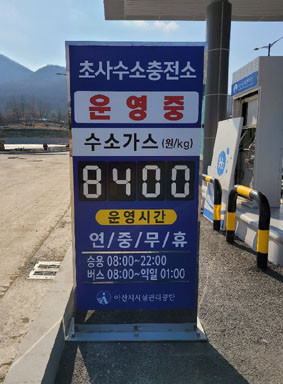 초사수소충전소
운영중
수소가스 (원/kg)
8400
운영시간
연/중/무/휴
승용 08:00~22:00
버스 08:00~익일 01:00
아산시시설관리공단